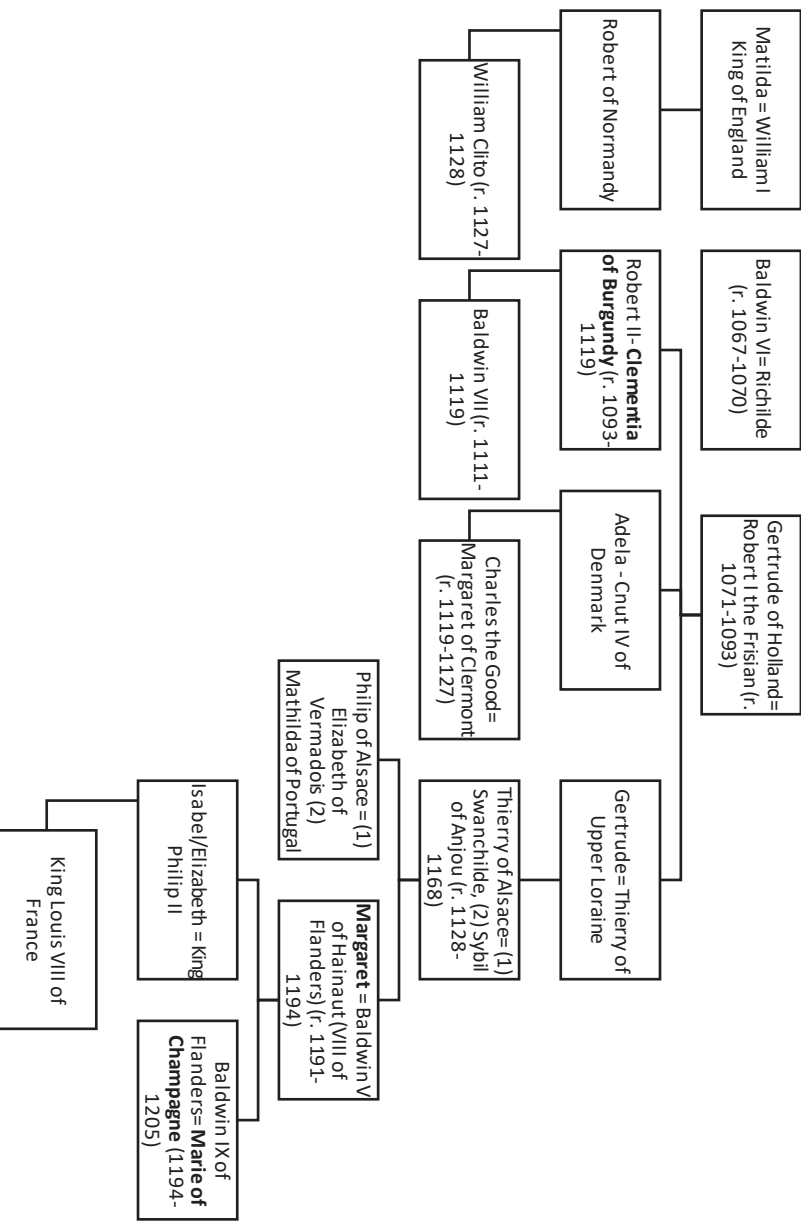 Matilda = William I
King of England
Baldwin VI= Richilde
(r. 1067-1070)
Gertrude of Holland=
Robert I the Frisian (r.
1071-1093)
Robert of Normandy
Robert II- Clementia
of Burgundy (r. 1093-
1119)
Adela - Cnut IV of
Denmark
Gertrude= Thierry of
Upper Loraine
William Clito (r. 1127-
1128)
Baldwin VII (r. 1111-
1119)
Charles the Good=
Margaret of Clermont
(r. 1119-1127)
Thierry of Alsace= (1)
Swanchilde, (2) Sybil
of Anjou (r. 1128-
1168)
Philip of Alsace = (1)
Elizabeth of
Vermadois (2)
Mathilda of Portugal
Margaret = Baldwin V
of Hainaut (VIII of
Flanders) (r. 1191-
1194)
Isabel/Elizabeth = King
Philip II
Baldwin IX of
Flanders= Marie of
Champagne (1194-
1205)
King Louis VIII of
France